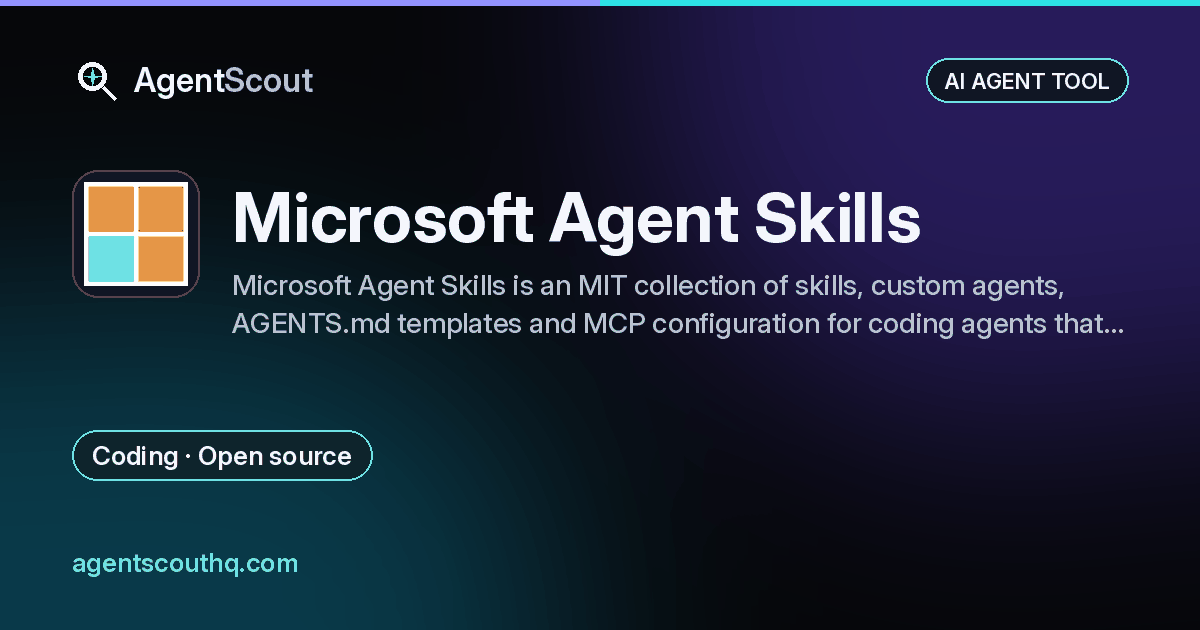 AgentScout
AI AGENT TOOL
Microsoft Agent Skills
Microsoft Agent Skills is an MIT collection of skills, custom agents,
AGENTS.md templates and MCP configuration for coding agents that...
Coding · Open source
agentscouthq.com